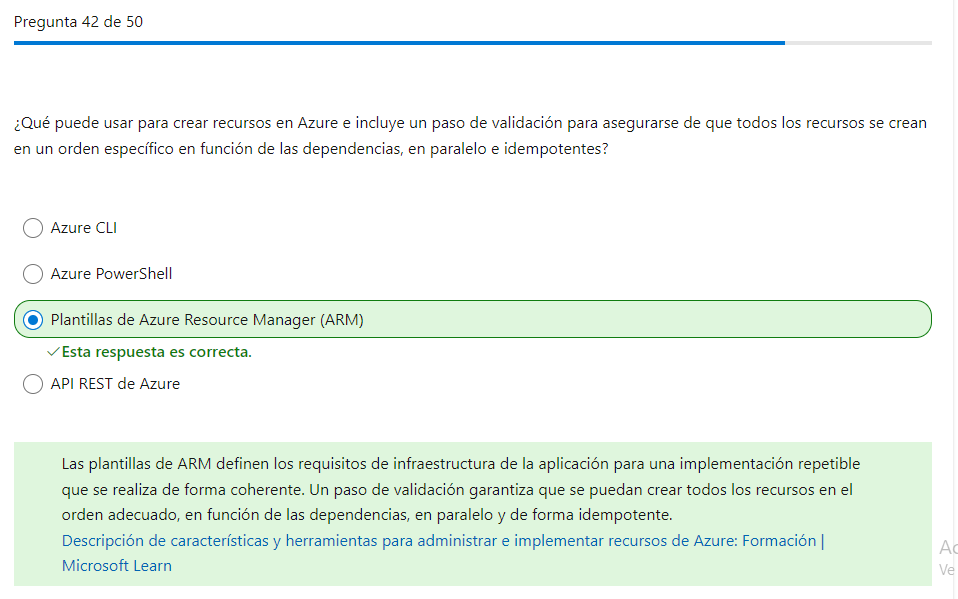 Pregunta 42 de 50
¿Qué puede usar para crear recursos en Azure e incluye un paso de validación para asegurarse de que todos los recursos se crean
en un orden específico en función de las dependencias, en paralelo e idempotentes?
Azure CLI
Azure PowerShell
Plantillas de Azure Resource Manager (ARM)
Esta respuesta es correcta.
API REST de Azure
Las plantillas de ARM definen los requisitos de infraestructura de la aplicación para una implementación repetible
que se realiza de forma coherente. Un paso de validación garantiza que se puedan crear todos los recursos en el
orden adecuado, en función de las dependencias, en paralelo y de forma idempotente.
Descripción de características y herramientas para administrar e implementar recursos de Azure: Formación |
Microsoft Learn